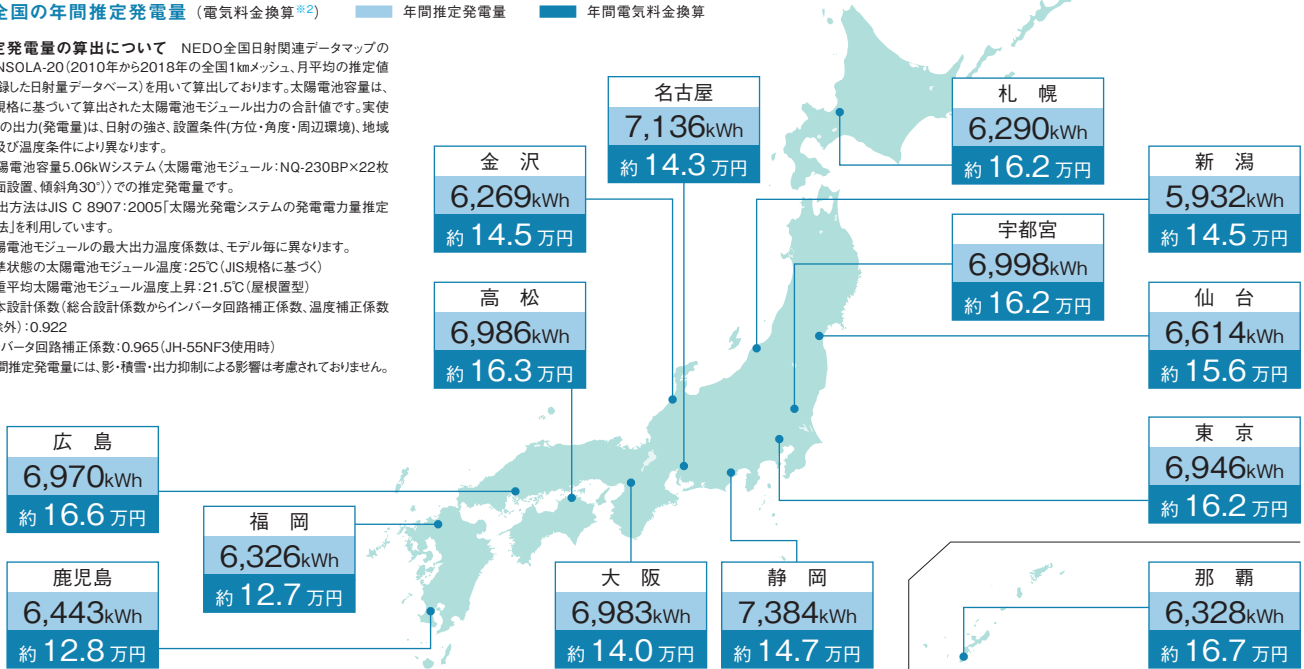 全国の年間推定発電量 (電気料金換算※2) 年間推定発電量 年間電気料金換算
定発電量の算出について NEDO全国日射関連データマップの
NSOLA-20(2010年から2018年の全国1kmメッシュ、月平均の推定値
録した日射量データベース)を用いて算出しております。太陽電池容量は、
規格に基づいて算出された太陽電池モジュール出力の合計値です。実使
の出力(発電量)は、日射の強さ、設置条件(方位・角度・周辺環境)、地域
及び温度条件により異なります。
陽電池容量5.06kWシステム〈太陽電池モジュール:NQ-230BP×22枚
面設置、傾斜角30°)〉での推定発電量です。
出方法はJIS C 8907:2005「太陽光発電システムの発電電力量推定
法」を利用しています。
陽電池モジュールの最大出力温度係数は、モデル毎に異なります。
準状態の太陽電池モジュール温度:25℃(JIS規格に基づく)
重平均太陽電池モジュール温度上昇:21.5℃(屋根置型)
本設計係数(総合設計係数からインバータ回路補正係数、温度補正係数
余外):0.922
バータ回路補正係数:0.965(JH-55NF3使用時)
間推定発電量には、影・積雪・出力抑制による影響は考慮されておりません。
名古屋
7,136kWh
約14.3万円
札 幌
6,290kWh
約16.2万円
金 沢
6,269kWh
約14.5万円
新 潟
5,932kWh
約14.5万円
宇都宮
6,998kWh
約16.2万円
高 松
6,986kWh
約16.3万円
仙 台
6,614kWh
約15.6万円
広 島
6,970kWh
約16.6万円
東 京
6,946kWh
約16.2万円
福 岡
6,326kWh
約12.7万円
鹿児島
6,443kWh
約12.8万円
大 阪
6,983kWh
約14.0万円
静 岡
7,384kWh
約14.7万円
那 覇
6,328kWh
約16.7万円